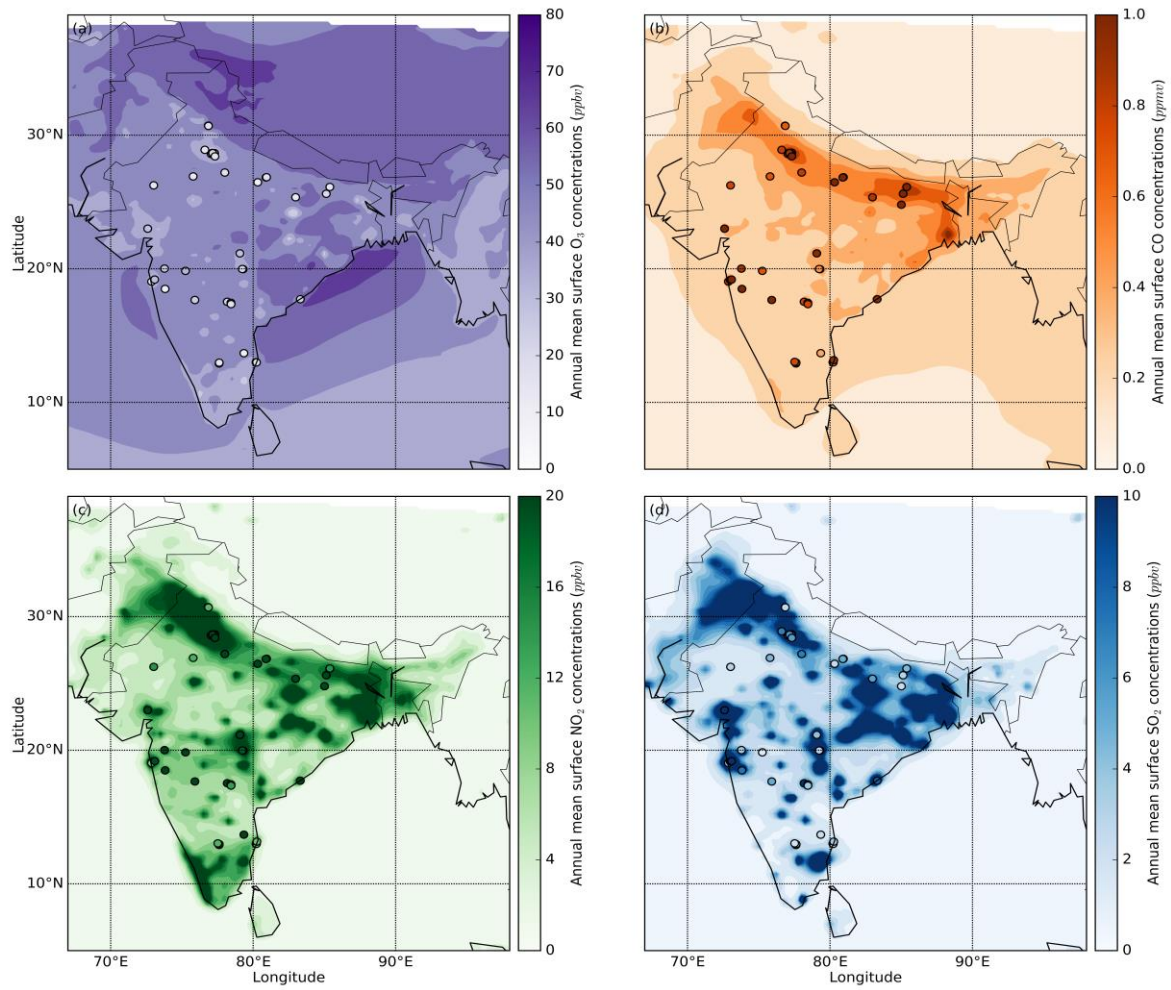 (a)
30°N
20°N
10°N
Latitude
80
70
60
50
40
30
20
10
0
Annual mean surface O₃ concentrations (ppbv)
(b)
1.0
0.8
0.6
0.4
0.2
0.0
Annual mean surface CO concentrations (ppmv)
(c)
30°N
20°N
10°N
Latitude
70°E 80°E 90°E
Longitude
20
16
12
8
4
0
Annual mean surface NO₂ concentrations (ppbv)
(d)
70°E 80°E 90°E
Longitude
10
8
6
4
2
0
Annual mean surface SO₂ concentrations (ppbv)